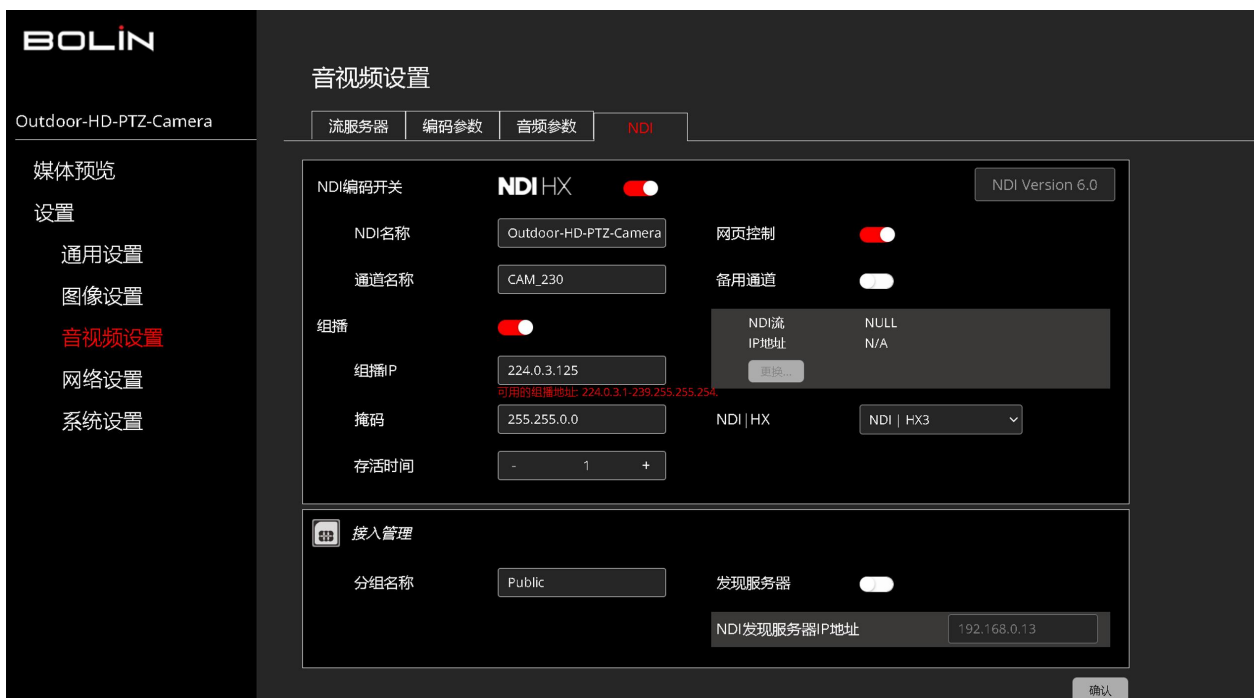 BOLIN
Outdoor-HD-PTZ-Camera
媒体预览
设置
通用设置
图像设置
音视频设置
网络设置
系统设置
音视频设置
流服务器 编码参数 音频参数 NDI
NDI编码开关 NDI HX NDI Version 6.0
NDI名称 Outdoor-HD-PTZ-Camera 网页控制
通道名称 CAM_230 备用通道
组播 NDI流 NULL
IP地址 N/A
组播IP 224.0.3.125 更换...
可用的组播地址: 224.0.3.1-239.255.255.254.
掩码 255.255.0.0 NDI|HX NDI | HX3
存活时间 - 1 +
接入管理
分组名称 Public 发现服务器
NDI发现服务器IP地址 192.168.0.13
确认